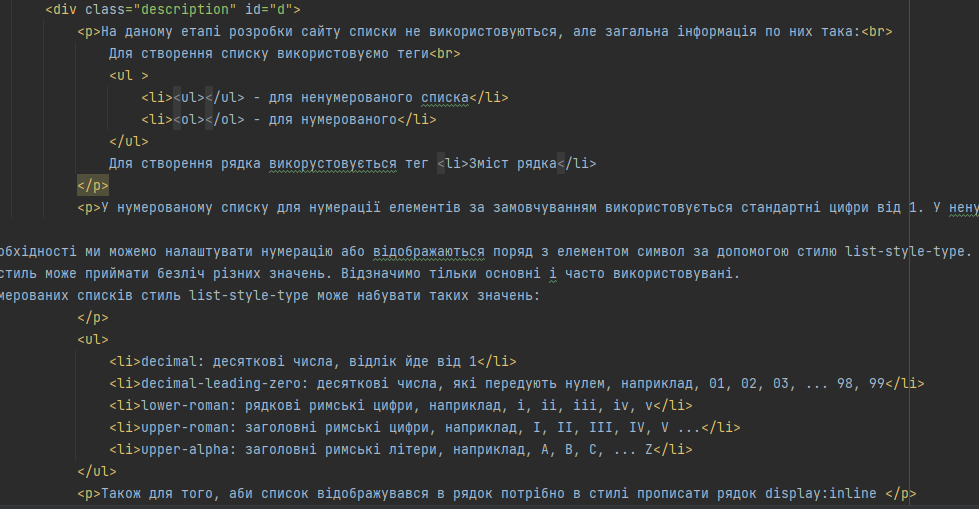 <div class="description" id="d">
<p>На даному етапі розробки сайту списки не використовуються, але загальна інформація по них така:<br>
Для створення списку використовуємо теги<br>
<ul >
<li><ul></ul> - для ненумерованого списка</li>
<li><ol></ol> - для нумерованого</li>
</ul>
Для створення рядка викорустовується тег <li>Зміст рядка</li>
</p>
<p>У нумерованому списку для нумерації елементів за замовчуванням використовується стандартні цифри від 1. У нену
обхідності ми можемо налаштувати нумерацію або відображаються поряд з елементом символ за допомогою стилю list-style-type.
стиль може приймати безліч різних значень. Відзначимо тільки основні і часто використовувані.
мерованих списків стиль list-style-type може набувати таких значень:
</p>
<ul>
<li>decimal: десяткові числа, відлік йде від 1</li>
<li>decimal-leading-zero: десяткові числа, які передують нулем, наприклад, 01, 02, 03, ... 98, 99</li>
<li>lower-roman: рядкові римські цифри, наприклад, i, ii, iii, iv, v</li>
<li>upper-roman: заголовні римські цифри, наприклад, I, II, III, IV, V ...</li>
<li>upper-alpha: заголовні римські літери, наприклад, A, B, C, ... Z</li>
</ul>
<p>Також для того, аби список відображувався в рядок потрібно в стилі прописати рядок display:inline </p>